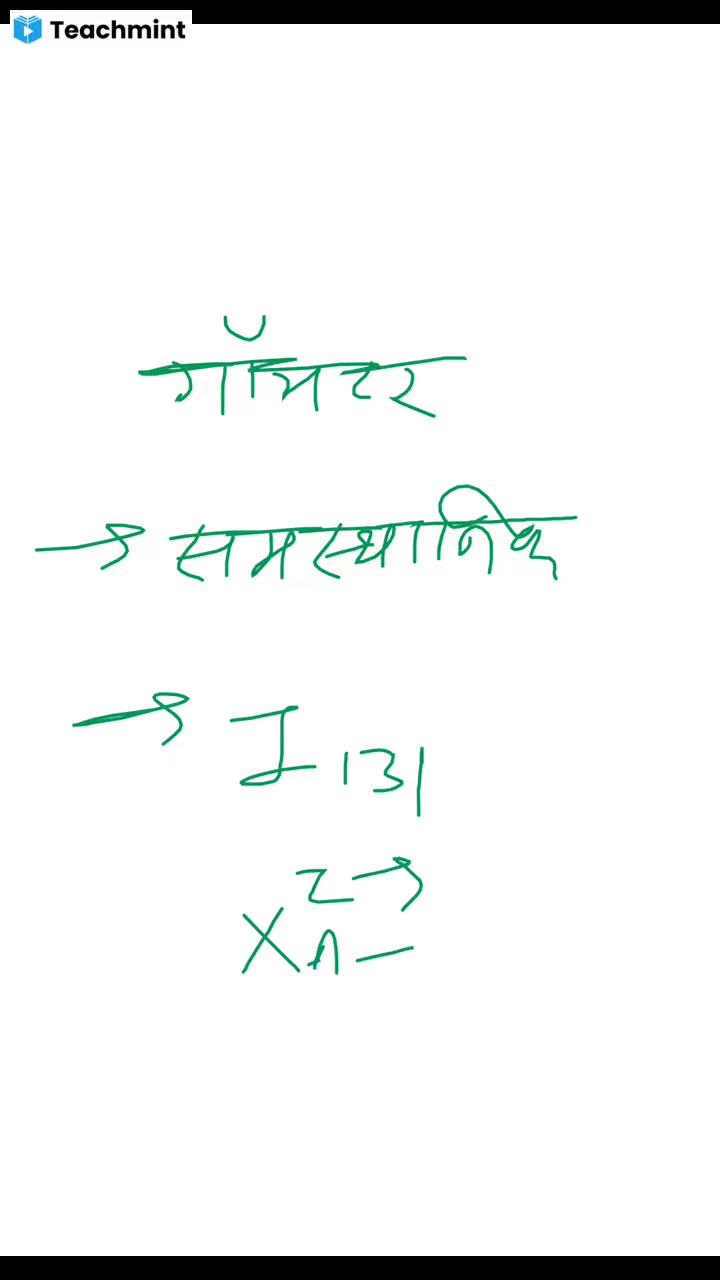 Teachmint
गॉयटर
→ समस्थानिक
→ I 131
Z →
X A —